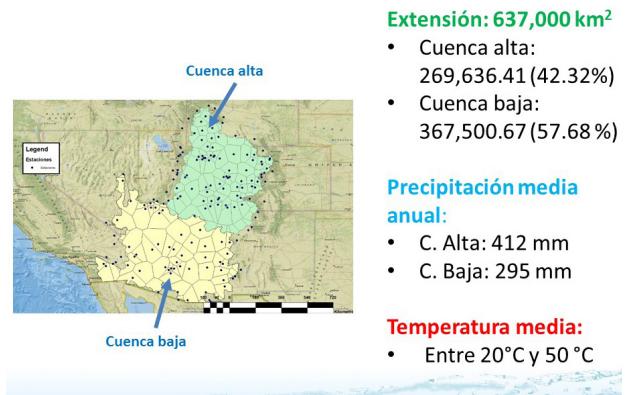 Extensión: 637,000 km²
• Cuenca alta:
269,636.41 (42.32%)
• Cuenca baja:
367,500.67 (57.68 %)
Precipitación media
anual:
• C. Alta: 412 mm
• C. Baja: 295 mm
Temperatura media:
• Entre 20°C y 50 °C
Cuenca alta
Legend
Estaciones
Cuenca baja